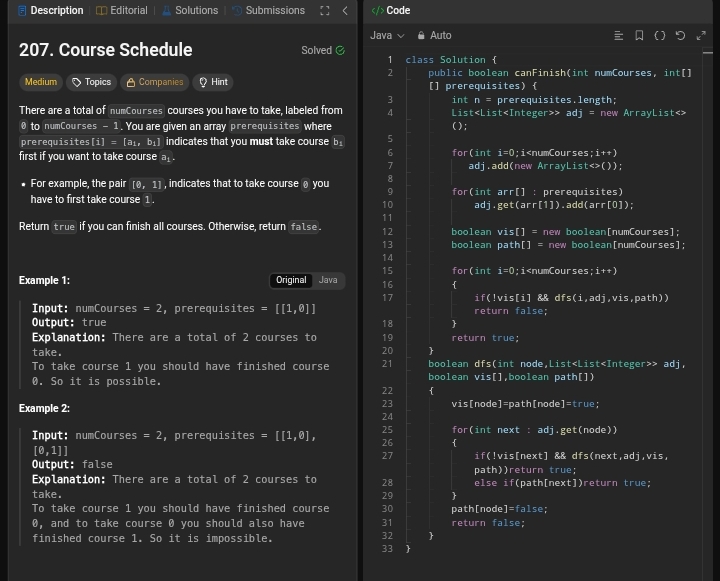 Description | Editorial | Solutions | Submissions
207. Course Schedule
Solved
Medium Topics Companies Hint
There are a total of numCourses courses you have to take, labeled from
0 to numCourses - 1. You are given an array prerequisites where
prerequisites[i] = [aᵢ, bᵢ] indicates that you must take course bᵢ
first if you want to take course aᵢ.
• For example, the pair [0, 1], indicates that to take course 0 you
have to first take course 1.
Return true if you can finish all courses. Otherwise, return false.
Example 1:
Original Java
Input: numCourses = 2, prerequisites = [[1,0]]
Output: true
Explanation: There are a total of 2 courses to
take.
To take course 1 you should have finished course
0. So it is possible.
Example 2:
Input: numCourses = 2, prerequisites = [[1,0],
[0,1]]
Output: false
Explanation: There are a total of 2 courses to
take.
To take course 1 you should have finished course
0, and to take course 0 you should also have
finished course 1. So it is impossible.
</> Code
Java Auto
1 class Solution {
2 public boolean canFinish(int numCourses, int[]
[] prerequisites) {
3 int n = prerequisites.length;
4 List<List<Integer>> adj = new ArrayList<>
();
5
6 for(int i=0;i<numCourses;i++)
7 adj.add(new ArrayList<>());
8
9 for(int arr[] : prerequisites)
10 adj.get(arr[1]).add(arr[0]);
11
12 boolean vis[] = new boolean[numCourses];
13 boolean path[] = new boolean[numCourses];
14
15 for(int i=0;i<numCourses;i++)
16 {
17 if(!vis[i] && dfs(i,adj,vis,path))
return false;
18 }
19 return true;
20 }
21 boolean dfs(int node,List<List<Integer>> adj,
boolean vis[],boolean path[])
22 {
23 vis[node]=path[node]=true;
24
25 for(int next : adj.get(node))
26 {
27 if(!vis[next] && dfs(next,adj,vis,
path))return true;
28 else if(path[next])return true;
29 }
30 path[node]=false;
31 return false;
32 }
33 }